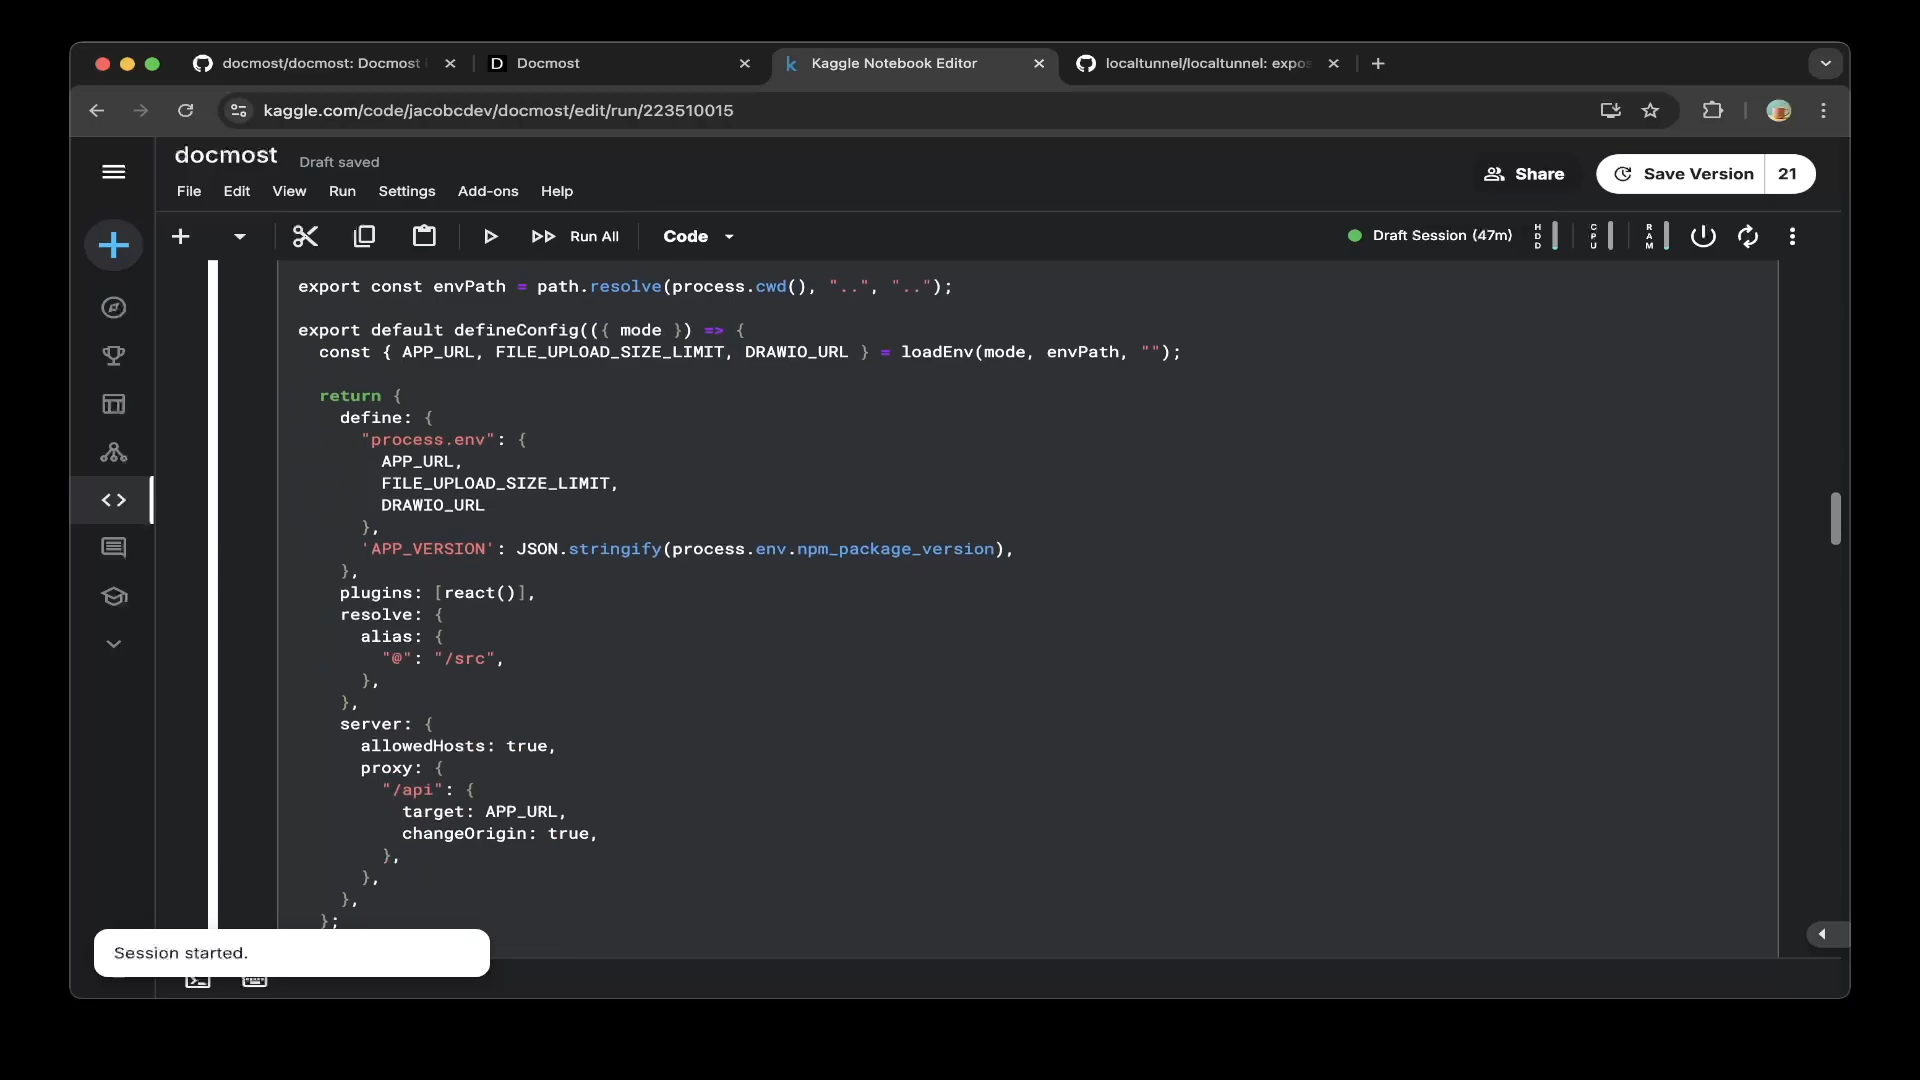 docmost/docmost: Docmost
Docmost
Kaggle Notebook Editor
localtunnel/localtunnel: expos
kaggle.com/code/jacobcdev/docmost/edit/run/223510015
docmost
Draft saved
File
Edit
View
Run
Settings
Add-ons
Help
Share
Save Version
21
Run All
Code
Draft Session (47m)
HDD
CPU
RAM
export const envPath = path.resolve(process.cwd(), "..", "..");
export default defineConfig(({ mode }) => {
const { APP_URL, FILE_UPLOAD_SIZE_LIMIT, DRAWIO_URL } = loadEnv(mode, envPath, "");
return {
define: {
"process.env": {
APP_URL,
FILE_UPLOAD_SIZE_LIMIT,
DRAWIO_URL
},
'APP_VERSION': JSON.stringify(process.env.npm_package_version),
},
plugins: [react()],
resolve: {
alias: {
"@": "/src",
},
},
server: {
allowedHosts: true,
proxy: {
"/api": {
target: APP_URL,
changeOrigin: true,
},
},
},
};
Session started.